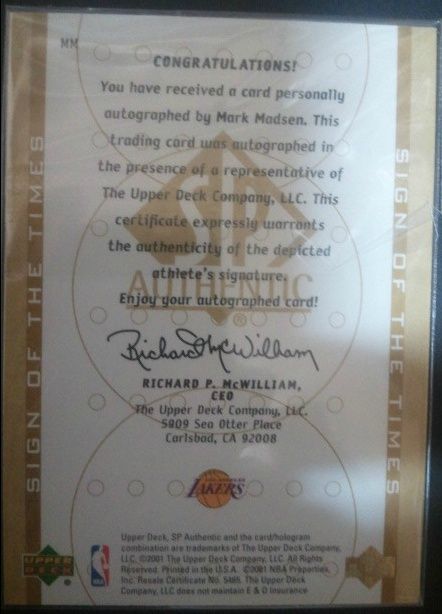 MM
CONGRATULATIONS!
You have received a card personally
autographed by Mark Madsen. This
trading card was autographed in
the presence of a representative of
The Upper Deck Company, LLC. This
certificate expressly warrants
the authenticity of the depicted
athlete's signature.
Enjoy your autographed card!
SP
AUTHENTIC
®
SIGN OF THE TIMES
SIGN OF THE TIMES
Richard McWilliam
RICHARD P. McWILLIAM,
CEO
The Upper Deck Company, LLC.
5909 Sea Otter Place
Carlsbad, CA 92008
LAKERS
UPPER
DECK
Upper Deck, SP Authentic and the card/hologram
combination are trademarks of The Upper Deck Company,
LLC. ©2001 The Upper Deck Company, LLC. All Rights
Reserved. Printed in the U.S.A. ©2001 NBA Properties,
Inc. Resale Certificate No. 5485. The Upper Deck
Company, LLC does not maintain E & O Insurance